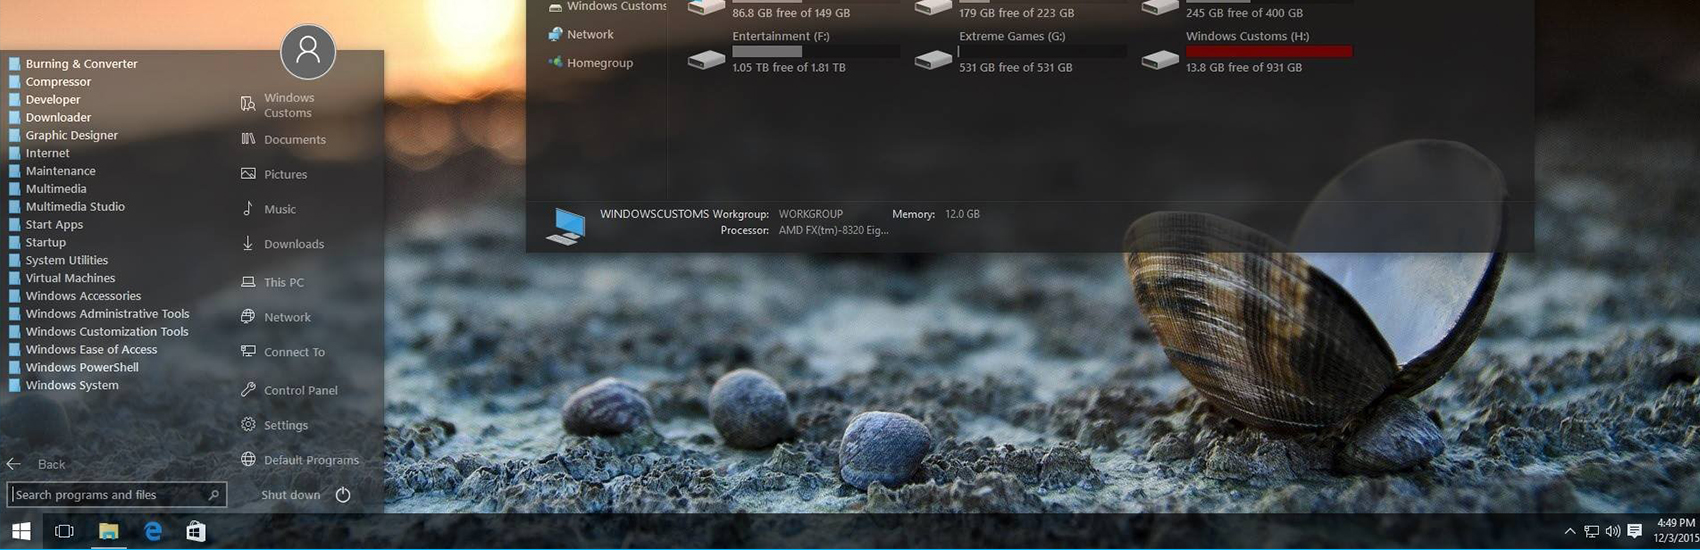 Burning & Converter
Compressor
Developer
Downloader
Graphic Designer
Internet
Maintenance
Multimedia
Multimedia Studio
Start Apps
Startup
System Utilities
Virtual Machines
Windows Accessories
Windows Administrative Tools
Windows Customization Tools
Windows Ease of Access
Windows PowerShell
Windows System
Back
Search programs and files
Windows
Customs
Documents
Pictures
Music
Downloads
This PC
Network
Connect To
Control Panel
Settings
Default Programs
Shut down
Windows Customs
Network
Homegroup
86.8 GB free of 149 GB
179 GB free of 223 GB
245 GB free of 400 GB
Entertainment (F:)
1.05 TB free of 1.81 TB
Extreme Games (G:)
531 GB free of 531 GB
Windows Customs (H:)
13.8 GB free of 931 GB
WINDOWSCUSTOMS Workgroup: WORKGROUP Memory: 12.0 GB
Processor: AMD FX(tm)-8320 Eig...
4:49 PM
12/3/2015